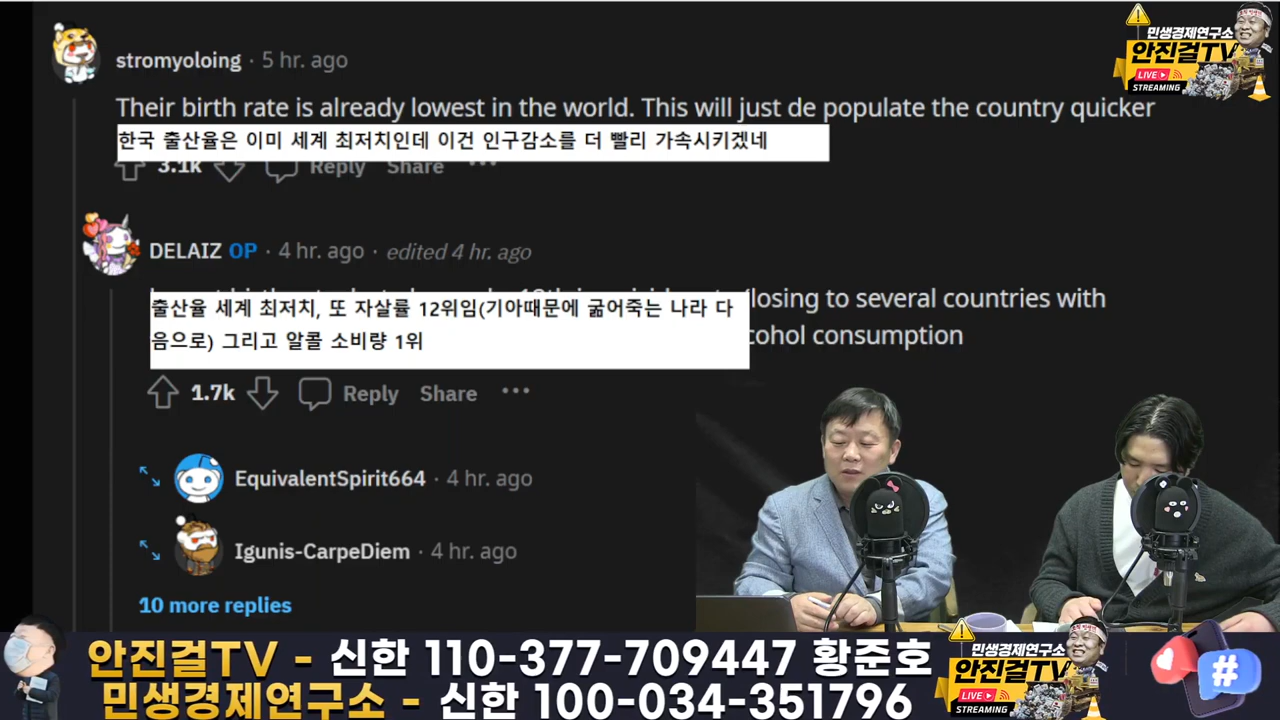 stromyoloing · 5 hr. ago
민생경제연구소
안진걸TV
LIVE
STREAMING
Their birth rate is already lowest in the world. This will just de populate the country quicker
한국 출산율은 이미 세계 최저치인데 이건 인구감소를 더 빨리 가속시키겠네
3.1k Reply Share ...
DELAIZ OP · 4 hr. ago · edited 4 hr. ago
출산율 세계 최저치, 또 자살률 12위임(기아때문에 굶어죽는 나라 다
losing to several countries with
음으로) 그리고 알콜 소비량 1위
consumption
1.7k Reply Share ...
EquivalentSpirit664 · 4 hr. ago
Igunis-CarpeDiem · 4 hr. ago
10 more replies
안진걸TV - 신한 110-377-709447 황준호
민생경제연구소 - 신한 100-034-351796
민생경제연구소
안진걸TV
LIVE
STREAMING
#